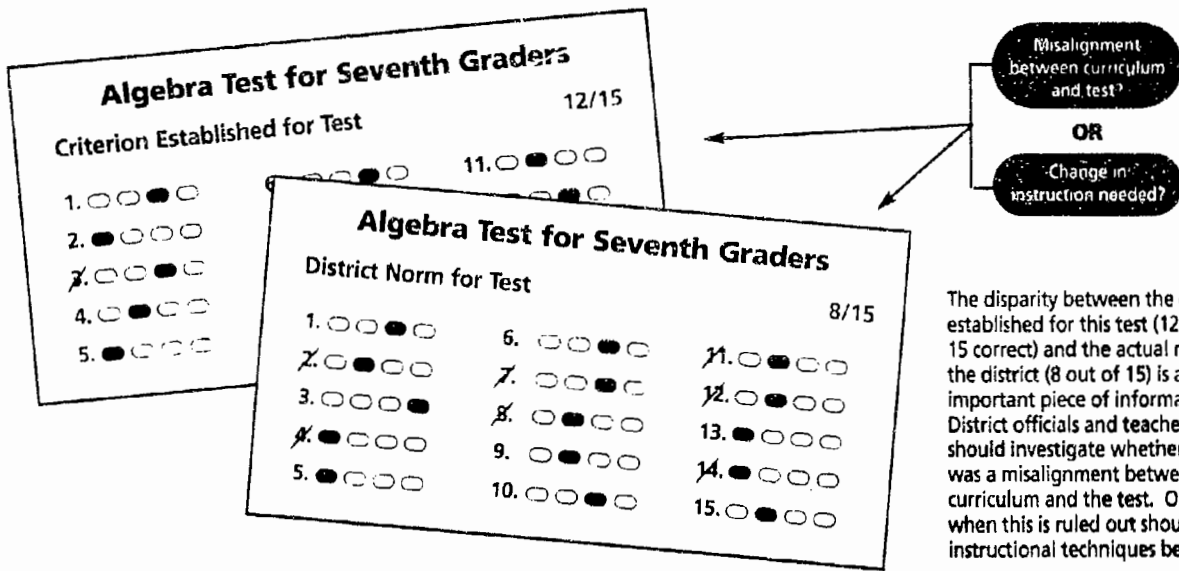 Algebra Test for Seventh Graders
12/15
Criterion Established for Test
1.
2.
3.
4.
5.
11.
Algebra Test for Seventh Graders
District Norm for Test
8/15
1.
2.
3.
4.
5.
6.
7.
8.
9.
10.
11.
12.
13.
14.
15.
Misalignment
between curriculum
and test?
OR
Change in
instruction needed?
The disparity between the
established for this test (12
15 correct) and the actual
the district (8 out of 15) is
important piece of
District officials and
should investigate whether
was a misalignment
curriculum and the test.
when this is ruled out should
instructional techniques